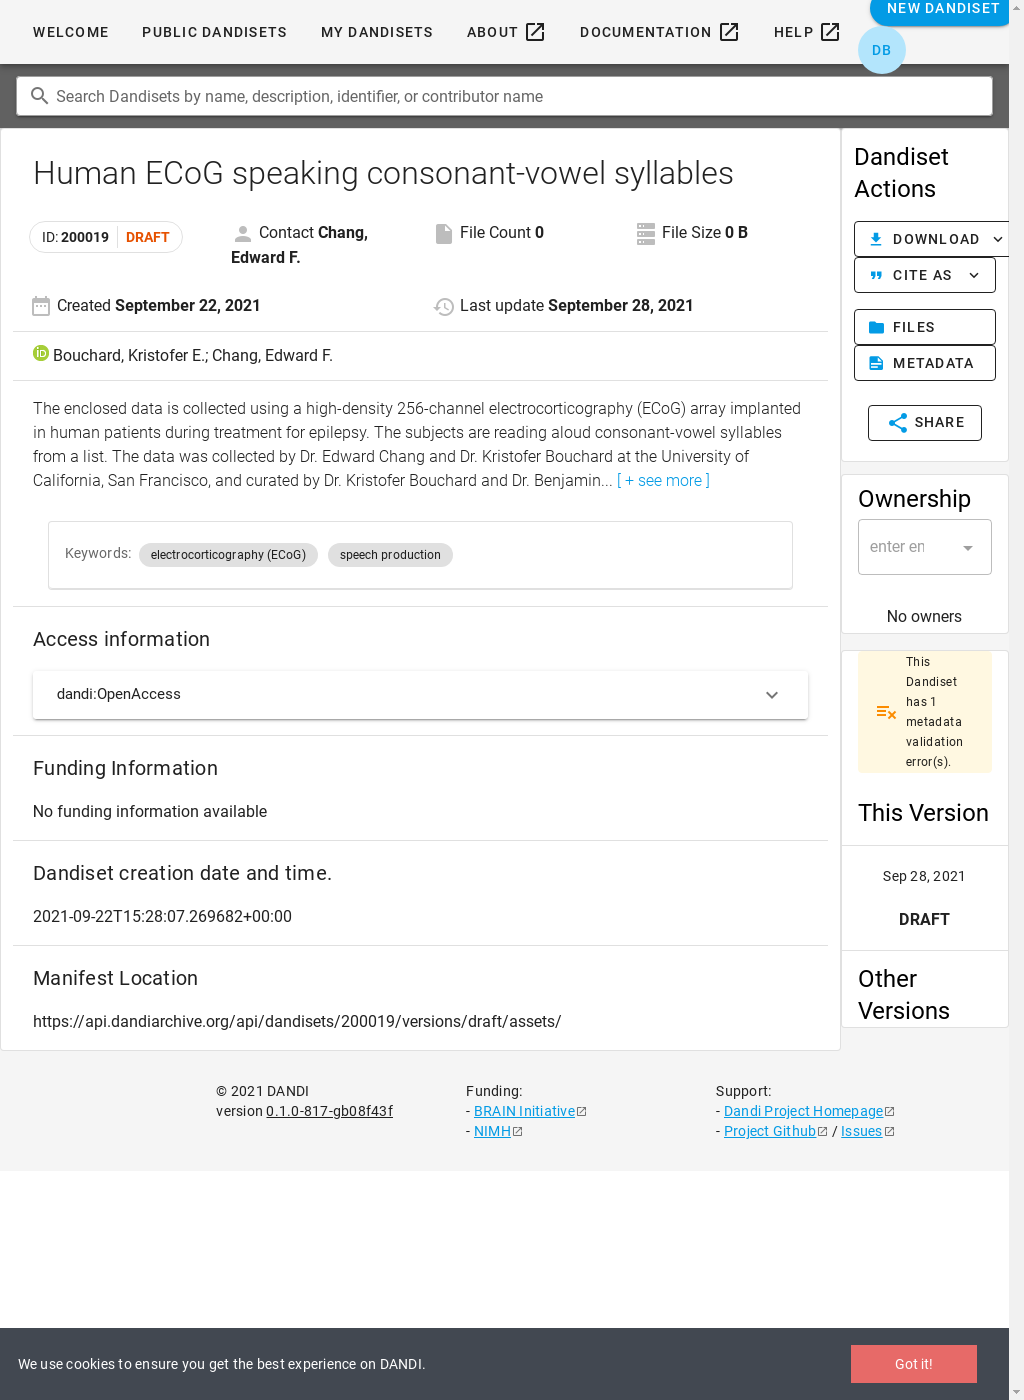 WELCOME PUBLIC DANDISETS MY DANDISETS ABOUT DOCUMENTATION HELP NEW DANDISET
DB
Search Dandisets by name, description, identifier, or contributor name
Human ECoG speaking consonant-vowel syllables
ID: 200019 DRAFT
Contact Chang, Edward F.
File Count 0
File Size 0 B
Created September 22, 2021
Last update September 28, 2021
Bouchard, Kristofer E.; Chang, Edward F.
The enclosed data is collected using a high-density 256-channel electrocorticography (ECoG) array implanted
in human patients during treatment for epilepsy. The subjects are reading aloud consonant-vowel syllables
from a list. The data was collected by Dr. Edward Chang and Dr. Kristofer Bouchard at the University of
California, San Francisco, and curated by Dr. Kristofer Bouchard and Dr. Benjamin... [ + see more ]
Keywords: electrocorticography (ECoG) speech production
Access information
dandi:OpenAccess
Funding Information
No funding information available
Dandiset creation date and time.
2021-09-22T15:28:07.269682+00:00
Manifest Location
https://api.dandiarchive.org/api/dandisets/200019/versions/draft/assets/
Dandiset
Actions
DOWNLOAD
CITE AS
FILES
METADATA
SHARE
Ownership
enter en
No owners
This
Dandiset
has 1
metadata
validation
error(s).
This Version
Sep 28, 2021
DRAFT
Other
Versions
© 2021 DANDI
version 0.1.0-817-gb08f43f
Funding:
- BRAIN Initiative
- NIMH
Support:
- Dandi Project Homepage
- Project Github / Issues
We use cookies to ensure you get the best experience on DANDI.
Got it!